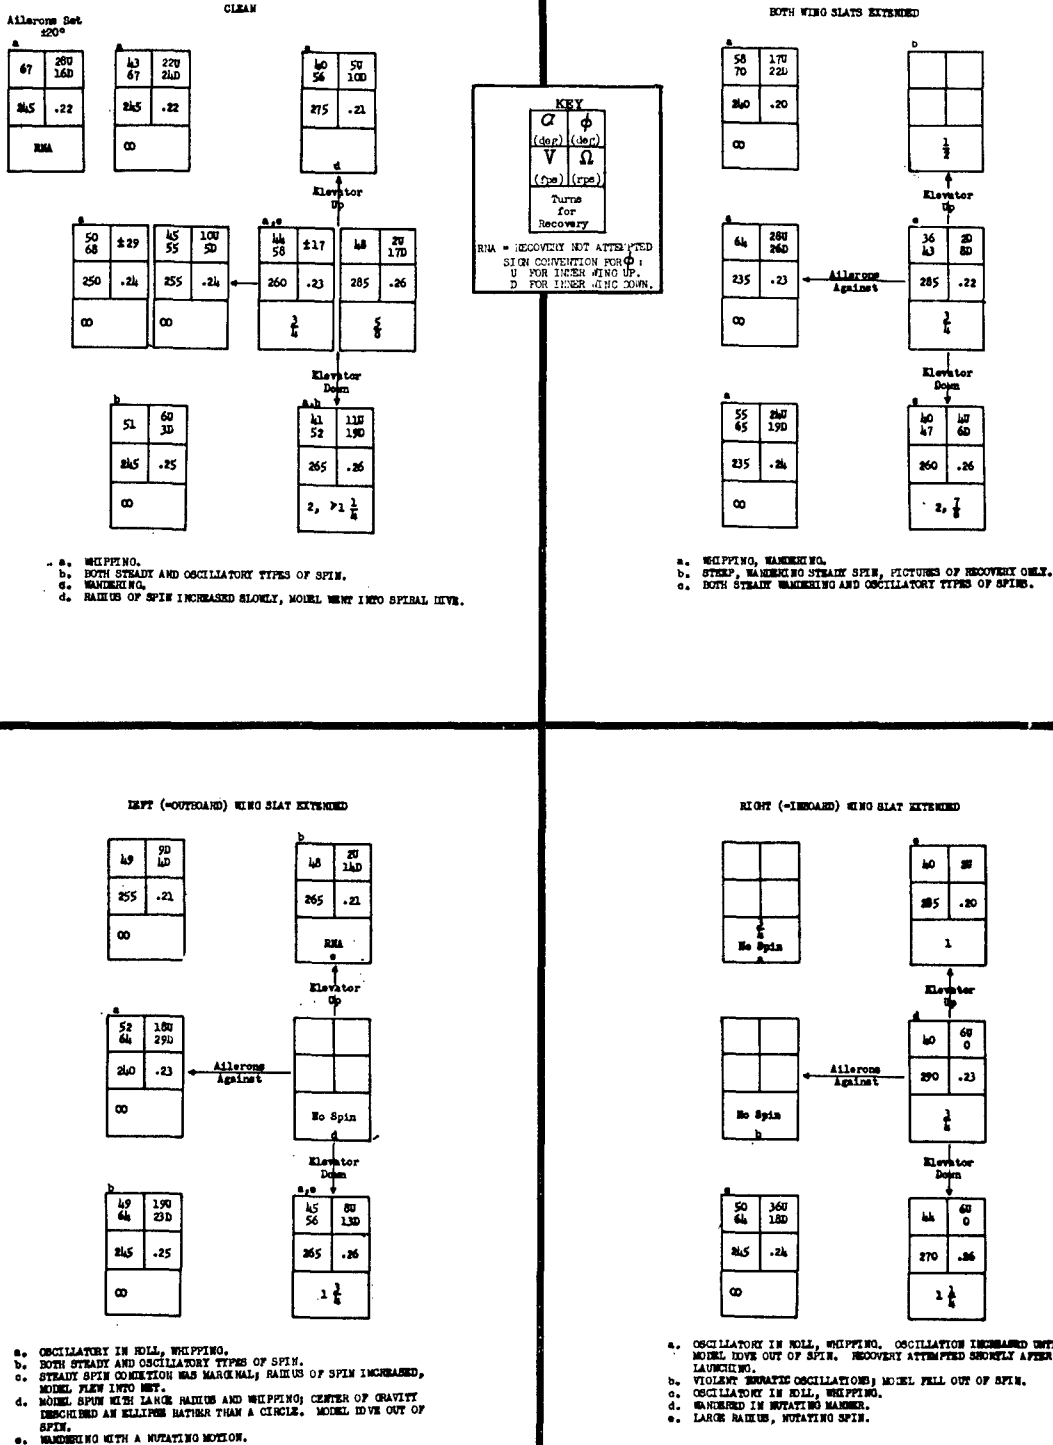 CLEAN
Ailerons Set
±20°
a
67 28U
16D
245 .22
RNA
a
43 22U
67 24D
245 .22
∞
a
40 5U
56 10D
275 .21
d
Elevator
Up
a
50 ±29
68
250 .24
∞
45 10U
55 5D
255 .24
∞
a,c
44 ±17
58
260 .23
3/4
48 2U
17D
285 .26
5/8
Elevator
Down
b
51 6U
3D
245 .25
∞
a,b
41 11U
52 19D
265 .26
2, >1 1/4
a. WHIPPING.
b. BOTH STEADY AND OSCILLATORY TYPES OF SPIN.
d. WANDERING.
d. RADIUS OF SPIN INCREASED SLOWLY, MODEL WENT INTO SPIRAL DIVE.
KEY
α ϕ
(deg) (deg)
V Ω
(fps) (rps)
Turns
for
Recovery
RNA = RECOVERY NOT ATTEMPTED
SIGN CONVENTION FOR ϕ :
U FOR INNER WING UP.
D FOR INNER WING DOWN.
BOTH WING SLATS EXTENDED
a
58 17U
70 22D
240 .20
∞
b
1/2
Elevator
Up
a
64 28U
26D
235 .23
∞
Ailerons
Against
c
36 2D
43 8D
285 .22
3/4
Elevator
Down
a
55 24U
65 19D
235 .24
∞
40 4U
47 6D
260 .26
2, 7/8
a. WHIPPING, WANDERING.
b. STEEP, WANDERING STEADY SPIN, PICTURES OF RECOVERY ONLY.
c. BOTH STEADY WANDERING AND OSCILLATORY TYPES OF SPINS.
LEFT (=OUTBOARD) WING SLAT EXTENDED
49 9D
4D
255 .21
∞
b
48 2U
14D
265 .21
RNA
c
Elevator
Up
a
52 18U
64 29D
240 .23
∞
Ailerons
Against
No Spin
d
Elevator
Down
b
49 19U
64 23D
245 .25
∞
a,e
45 8U
56 13D
265 .26
1
a. OSCILLATORY IN ROLL, WHIPPING.
b. BOTH STEADY AND OSCILLATORY TYPES OF SPIN.
c. STEADY SPIN CONDITION WAS MARGINAL; RADIUS OF SPIN INCREASED,
MODEL FLEW INTO NET.
d. MODEL SPUN WITH LARGE RADIUS AND WHIPPING; CENTER OF GRAVITY
DESCRIBED AN ELLIPSE RATHER THAN A CIRCLE. MODEL DOVE OUT OF
SPIN.
e. WANDERING WITH A NUTATING MOTION.
RIGHT (=INBOARD) WING SLAT EXTENDED
No Spin
a
e
40
285 .20
1
Elevator
Up
No Spin
b
Ailerons
Against
d
40 6U
0
290 .23
3/4
Elevator
Down
50 36U
64 18D
245 .24
∞
44 6U
0
270 .26
1 1/4
a. OSCILLATORY IN ROLL, WHIPPING. OSCILLATION INCREASED UNTI
MODEL DOVE OUT OF SPIN. RECOVERY ATTEMPTED SHORTLY AFTER
LAUNCHING.
b. VIOLENT ERRATIC OSCILLATIONS; MODEL FELL OUT OF SPIN.
c. OSCILLATORY IN ROLL, WHIPPING.
d. WANDERED IN NUTATING MANNER.
e. LARGE RADIUS, NUTATING SPIN.